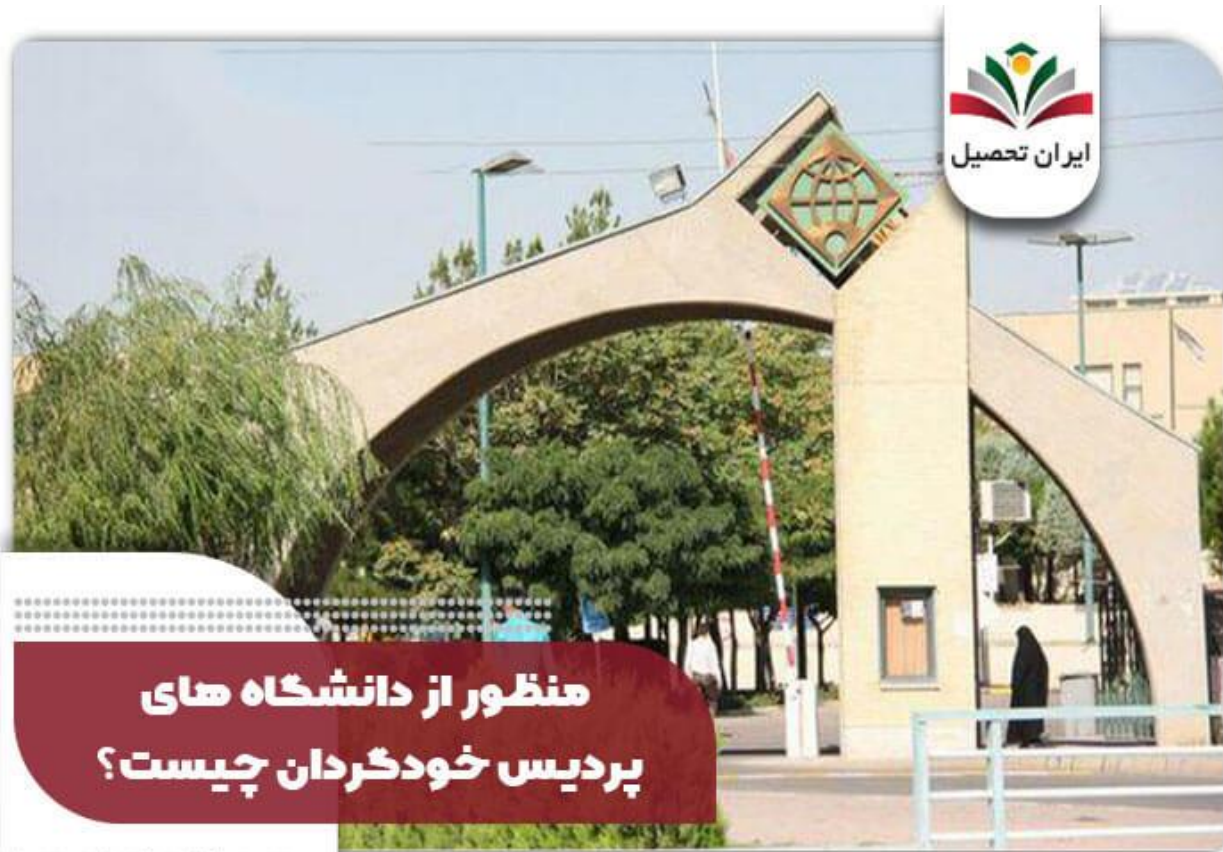 ایران تحصیل
منظور از دانشگاه های
پردیس خودگردان چیست؟